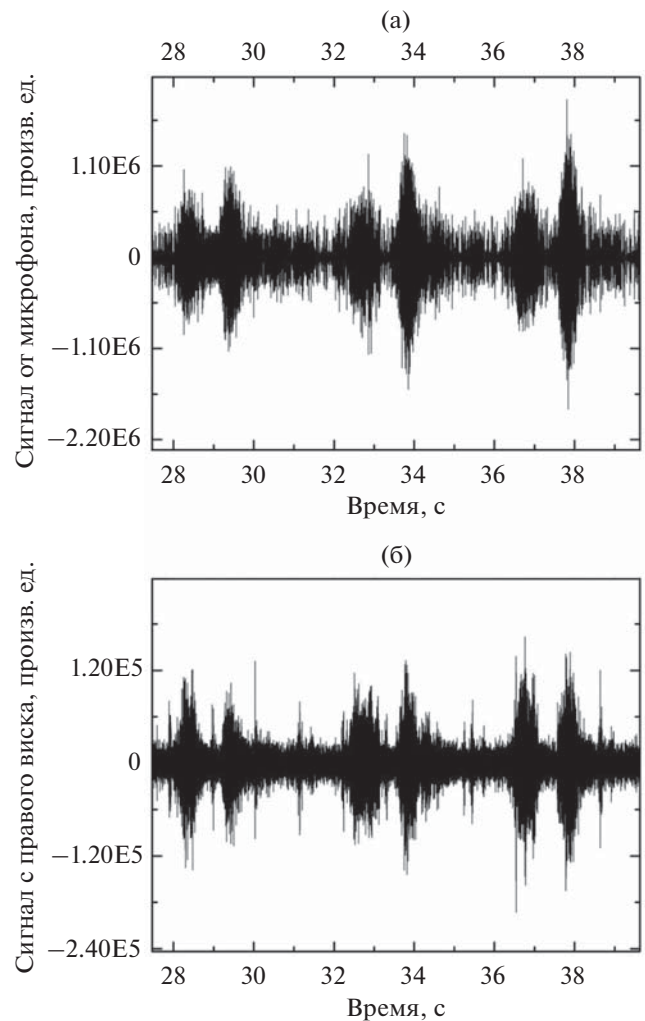 (а)
28 30 32 34 36 38
Сигнал от микрофона, произв. ед.
1.10E6
0
−1.10E6
−2.20E6
28 30 32 34 36 38
Время, с
(б)
Сигнал с правого виска, произв. ед.
1.20E5
0
−1.20E5
−2.40E5
28 30 32 34 36 38
Время, с